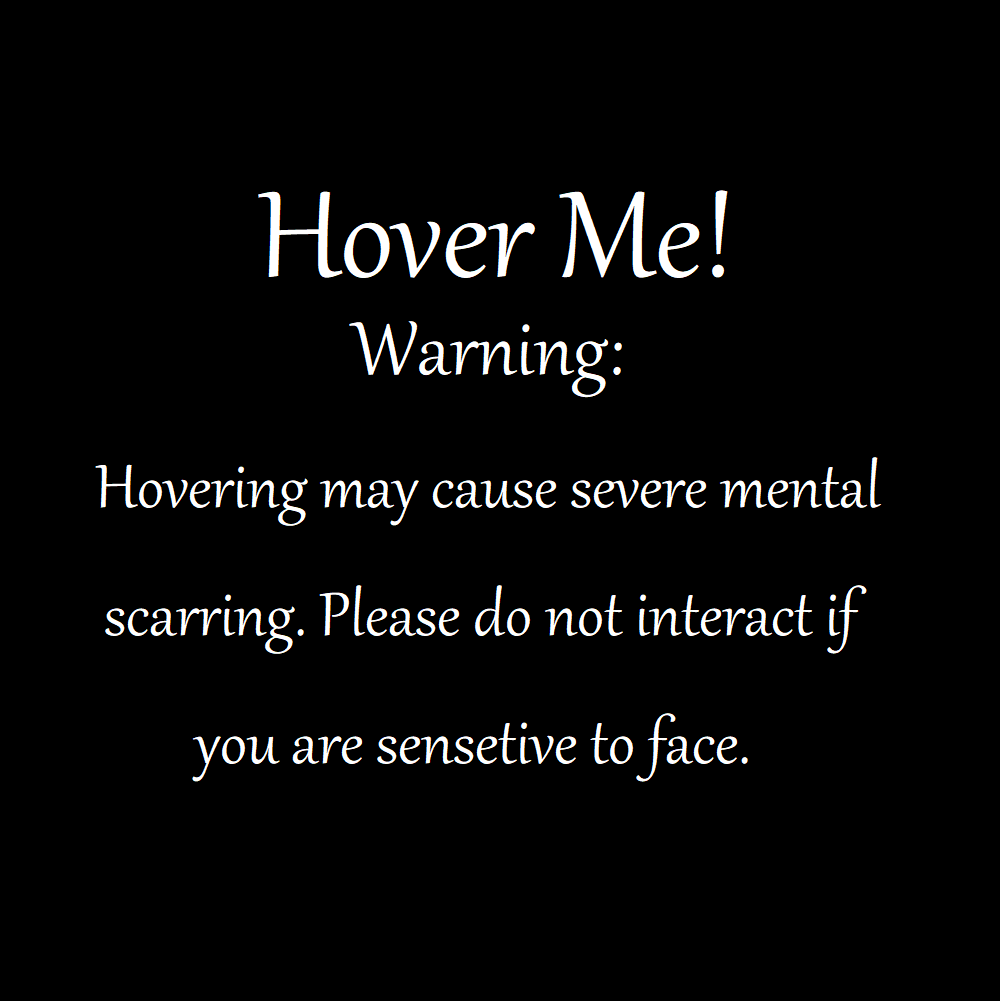 Hover Me!
Warning:
Hovering may cause severe mental
scarring. Please do not interact if
you are sensetive to face.